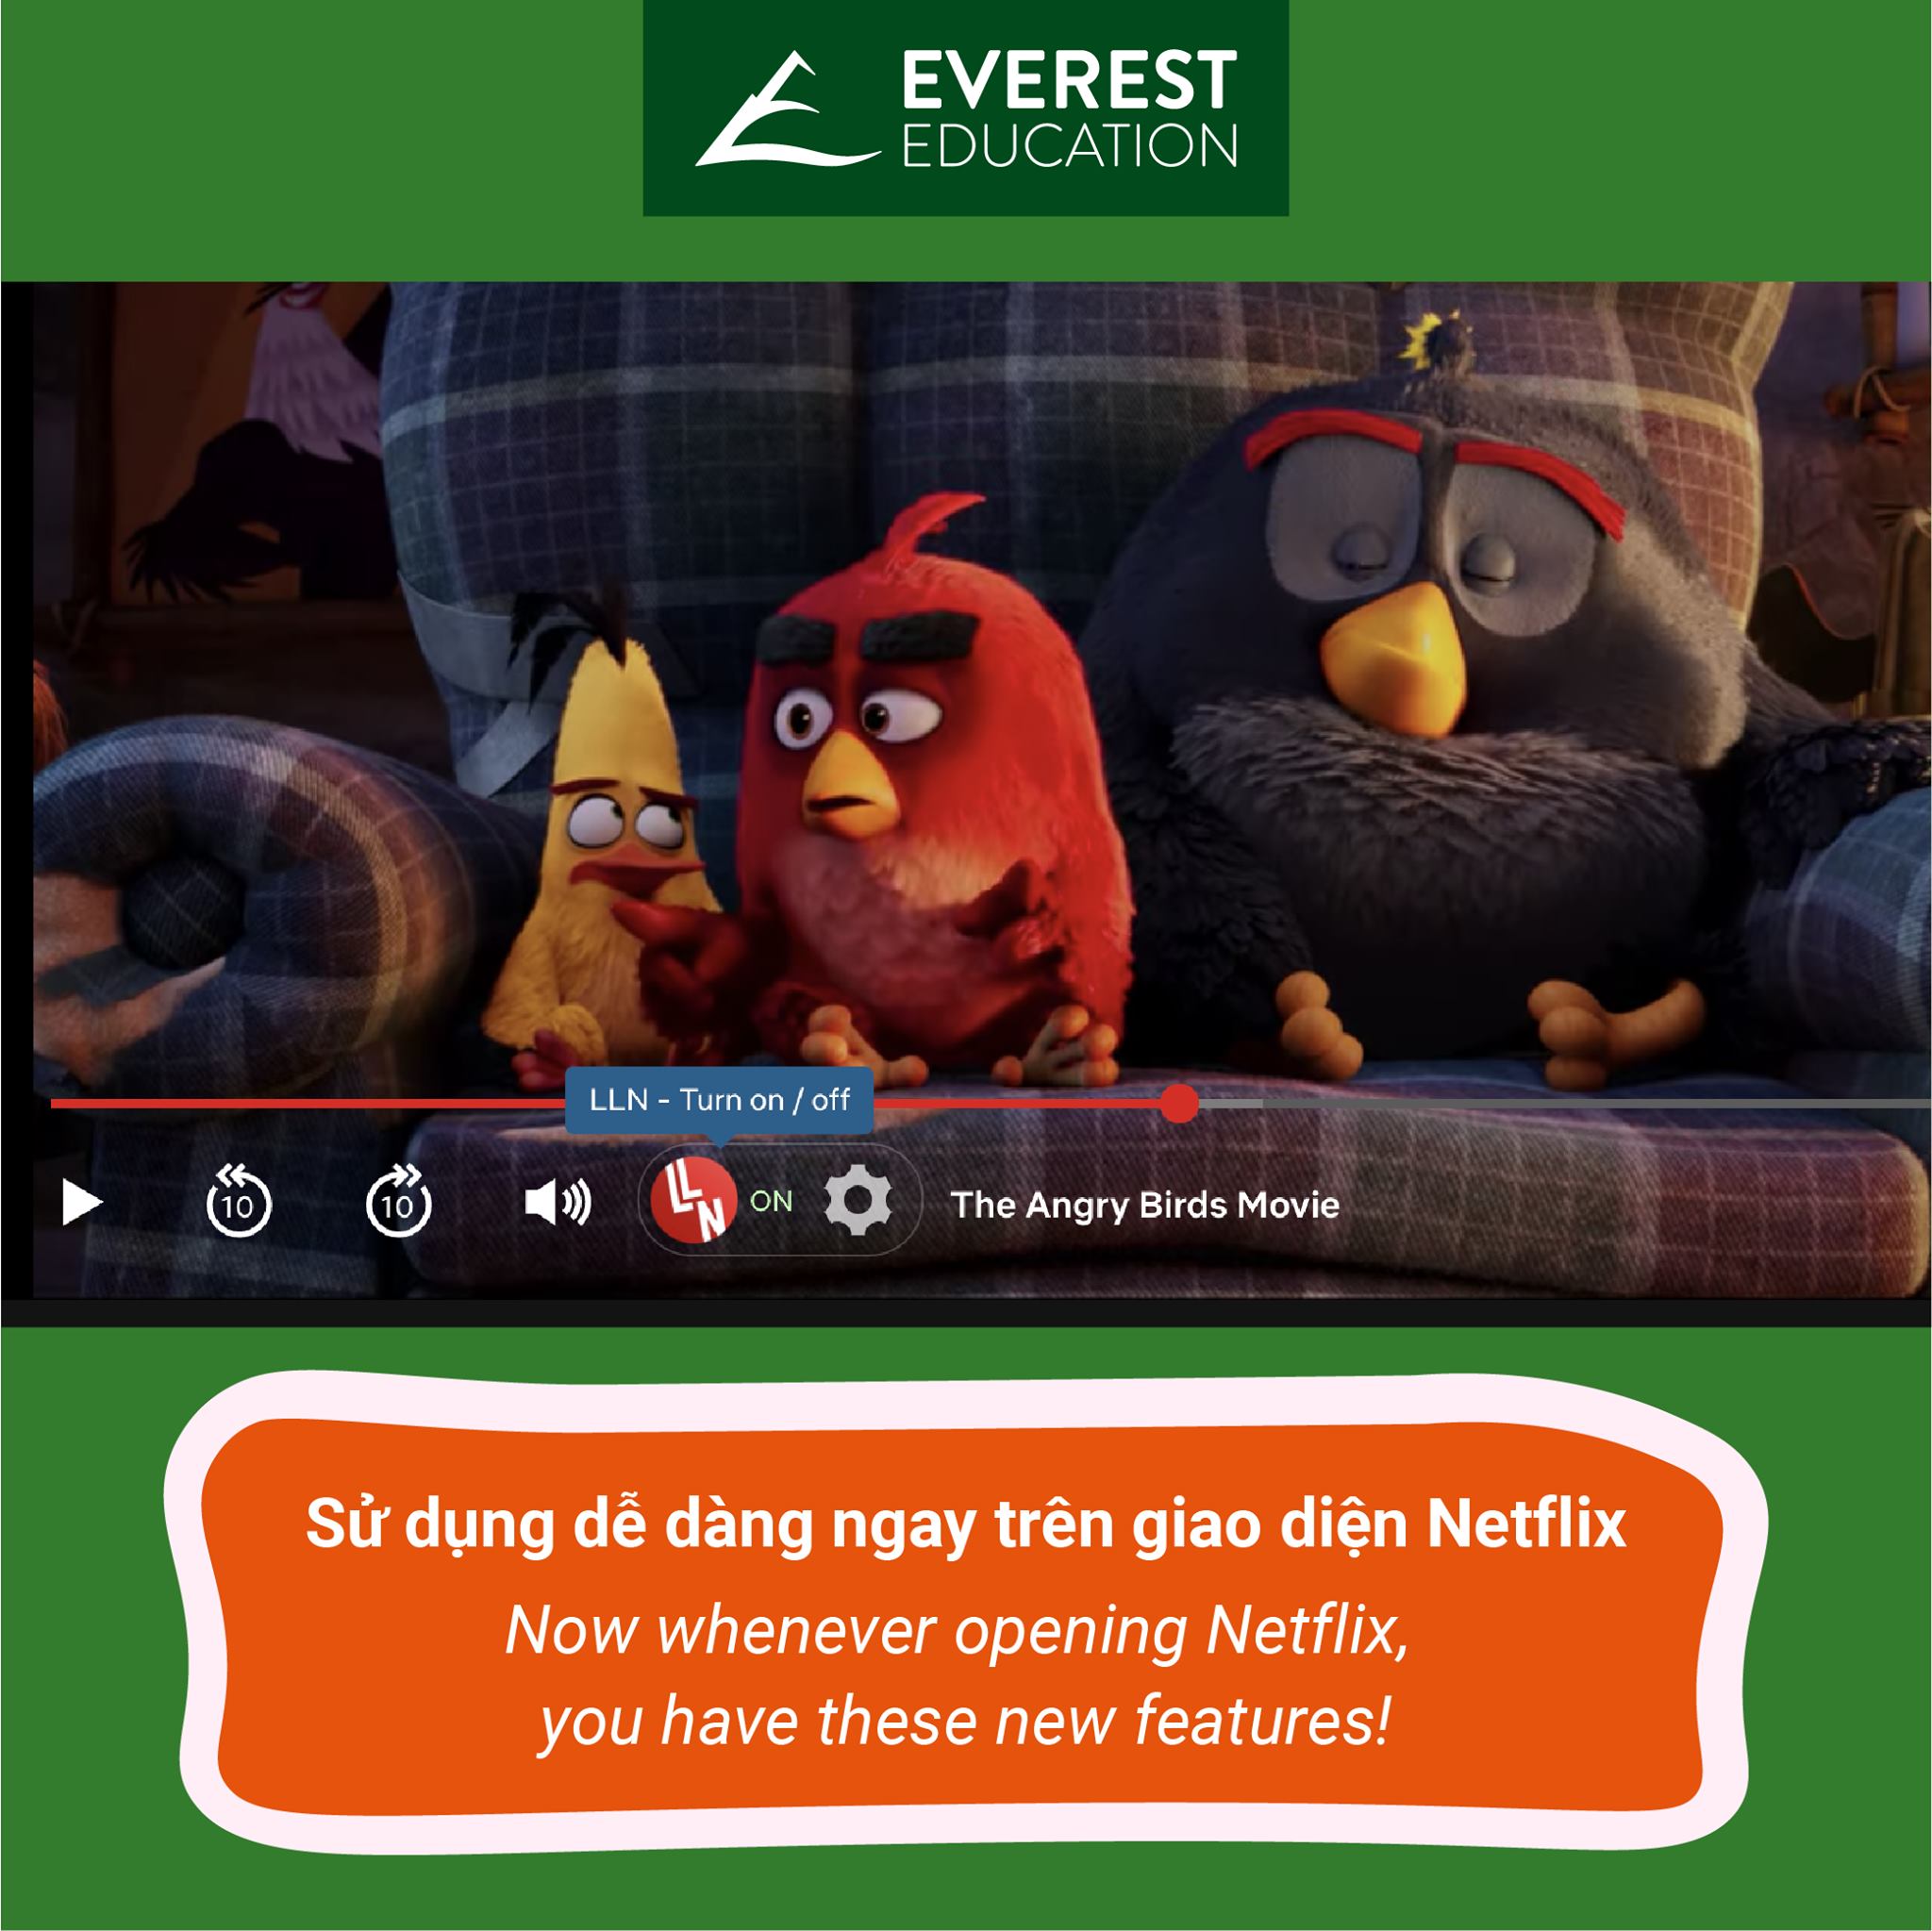 EVEREST
EDUCATION
LLN - Turn on / off
10
10
LLN
ON
The Angry Birds Movie
Sử dụng dễ dàng ngay trên giao diện Netflix
Now whenever opening Netflix,
you have these new features!